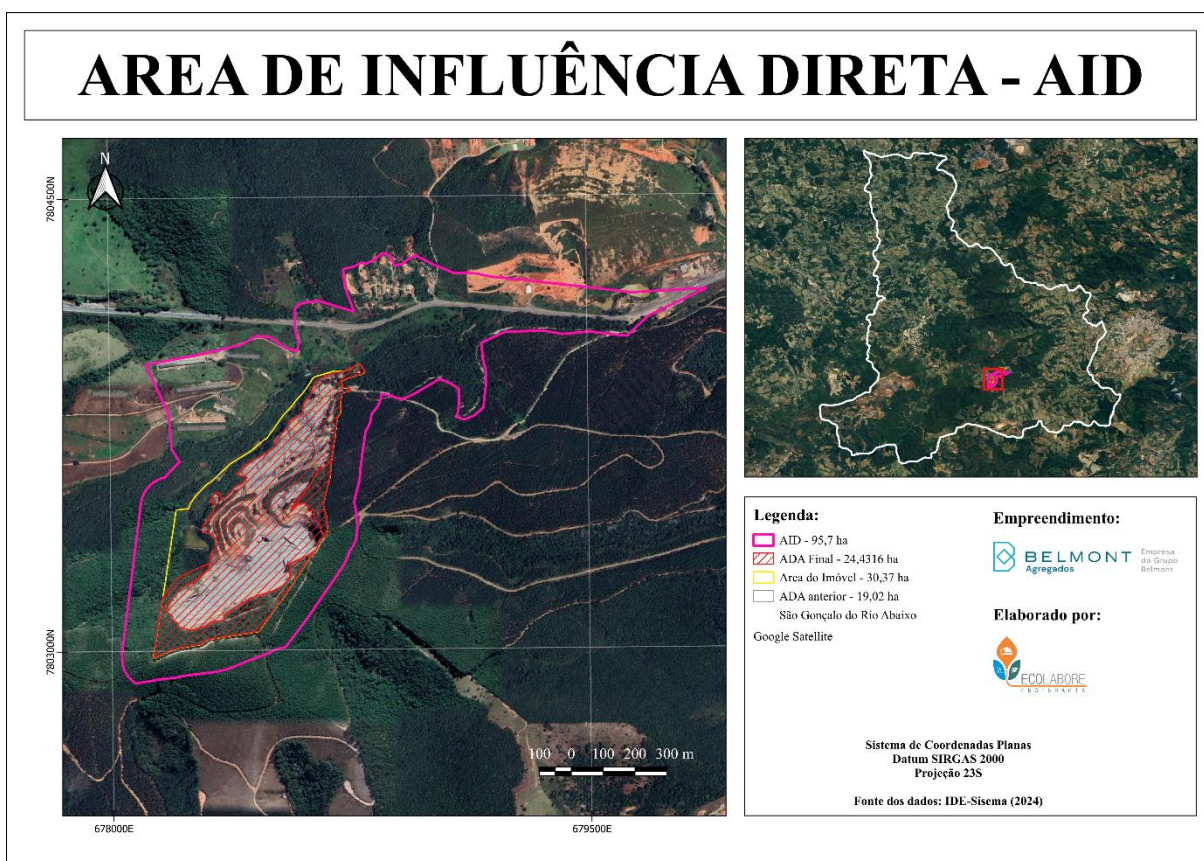 AREA DE INFLUÊNCIA DIRETA - AID
N
7804500N
7803000N
678000E
679500E
100 0 100 200 300 m
Legenda:
AID - 95,7 ha
ADA Final - 24,4316 ha
Area do Imóvel - 30,37 ha
ADA anterior - 19,02 ha
São Gonçalo do Rio Abaixo
Google Satellite
Empreendimento:
BELMONT
Agregados
Empresa
do Grupo
Belmont
Elaborado por:
ECOLABORE
ENGENHARIA
Sistema de Coordenadas Planas
Datum SIRGAS 2000
Projeção 23S
Fonte dos dados: IDE-Sisema (2024)